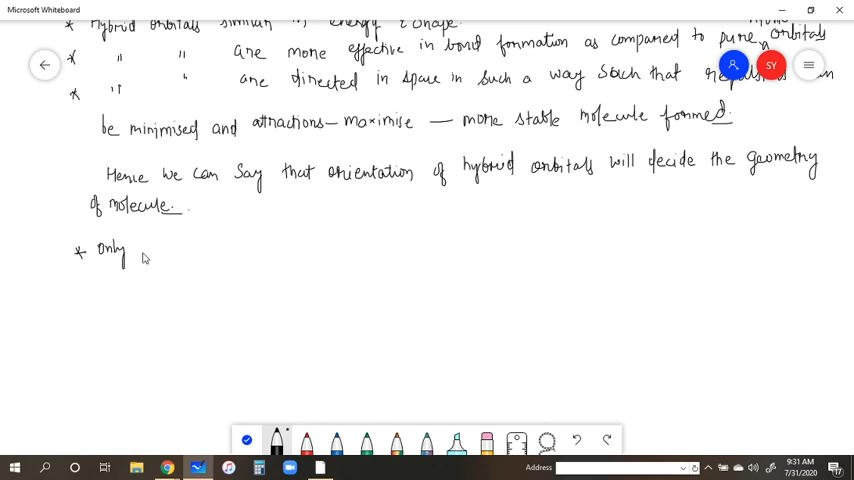 Microsoft Whiteboard
* Hybrid orbitals similar in energy & shape.
* " " are more effective in bond formation as compared to pure orbitals
SY
* " " are directed in space in such a way such that
be minimised and attractions - maximise - more stable molecule formed.
Hence we can say that orientation of hybrid orbitals will decide the geometry
of molecule.
* only
Address
9:31 AM
7/31/2020
17